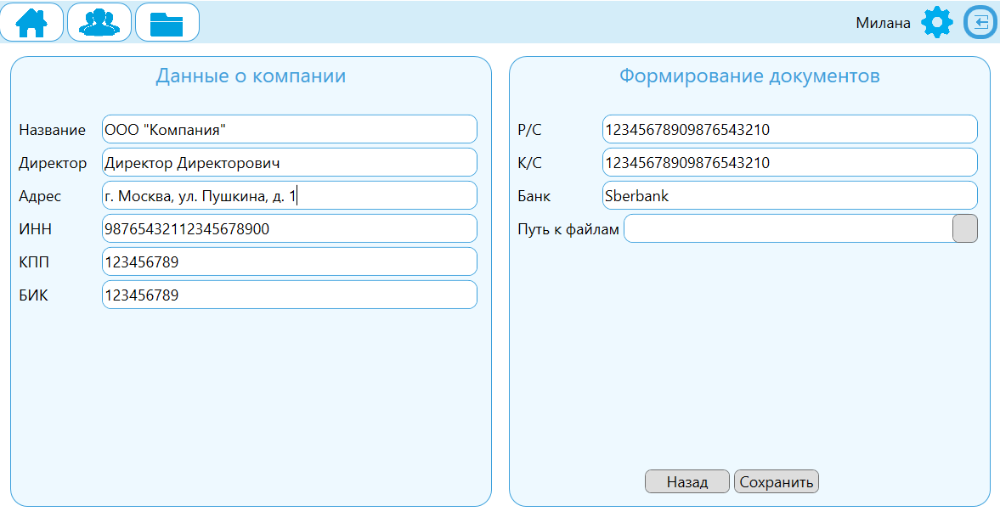 Милана
Данные о компании
Название ООО "Компания"
Директор Директор Директорович
Адрес г. Москва, ул. Пушкина, д. 1
ИНН 98765432112345678900
КПП 123456789
БИК 123456789
Формирование документов
Р/С 12345678909876543210
К/С 12345678909876543210
Банк Sberbank
Путь к файлам
Назад Сохранить